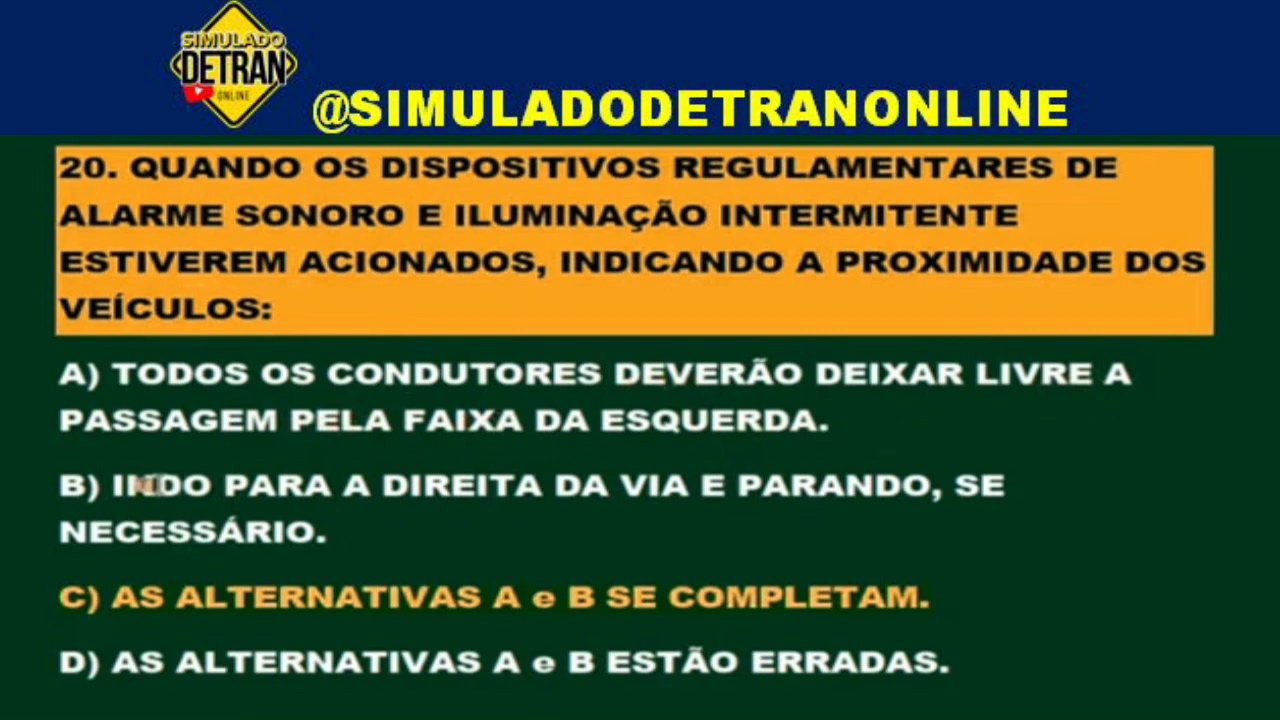 SIMULADO
DETRAN
ONLINE
@SIMULADODETRANONLINE
20. QUANDO OS DISPOSITIVOS REGULAMENTARES DE
ALARME SONORO E ILUMINAÇÃO INTERMITENTE
ESTIVEREM ACIONADOS, INDICANDO A PROXIMIDADE DOS
VEÍCULOS:
A) TODOS OS CONDUTORES DEVERÃO DEIXAR LIVRE A
PASSAGEM PELA FAIXA DA ESQUERDA.
B) INDO PARA A DIREITA DA VIA E PARANDO, SE
NECESSÁRIO.
C) AS ALTERNATIVAS A e B SE COMPLETAM.
D) AS ALTERNATIVAS A e B ESTÃO ERRADAS.